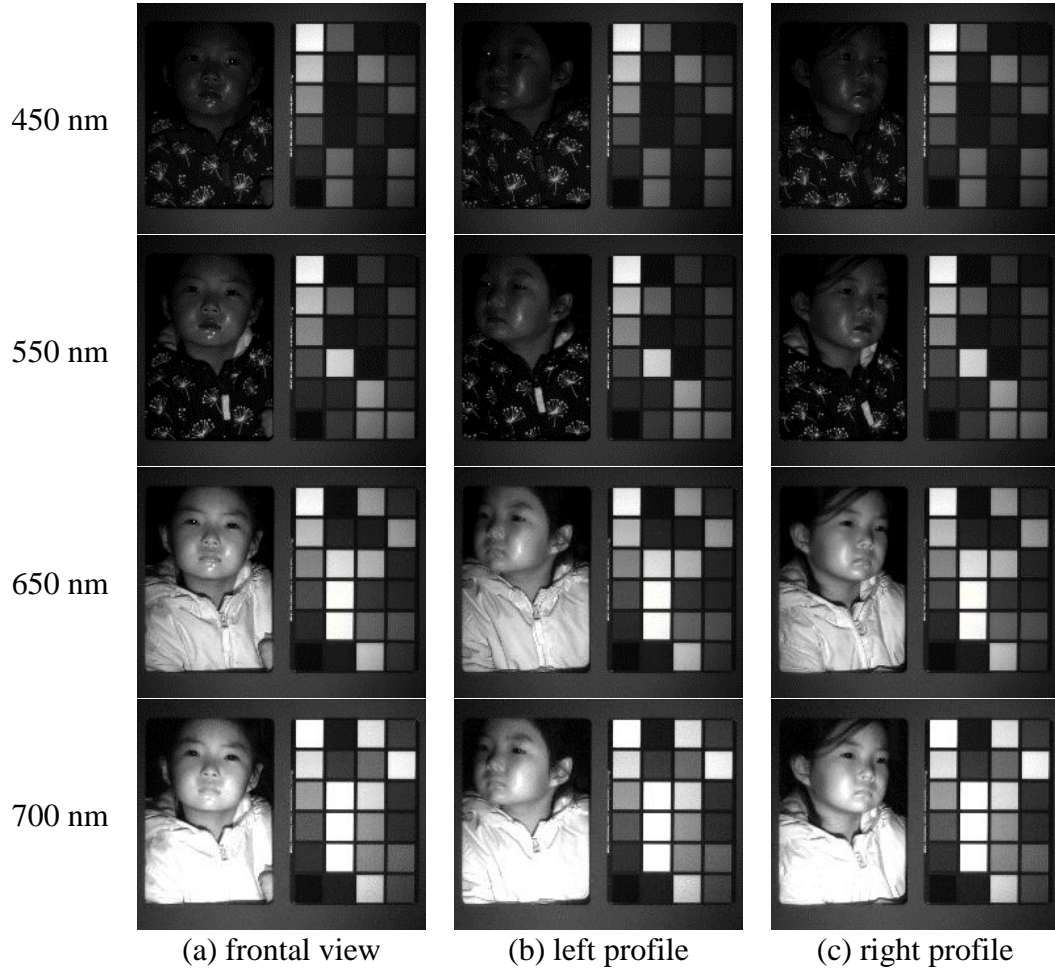 450 nm
550 nm
650 nm
700 nm
(a) frontal view
(b) left profile
(c) right profile